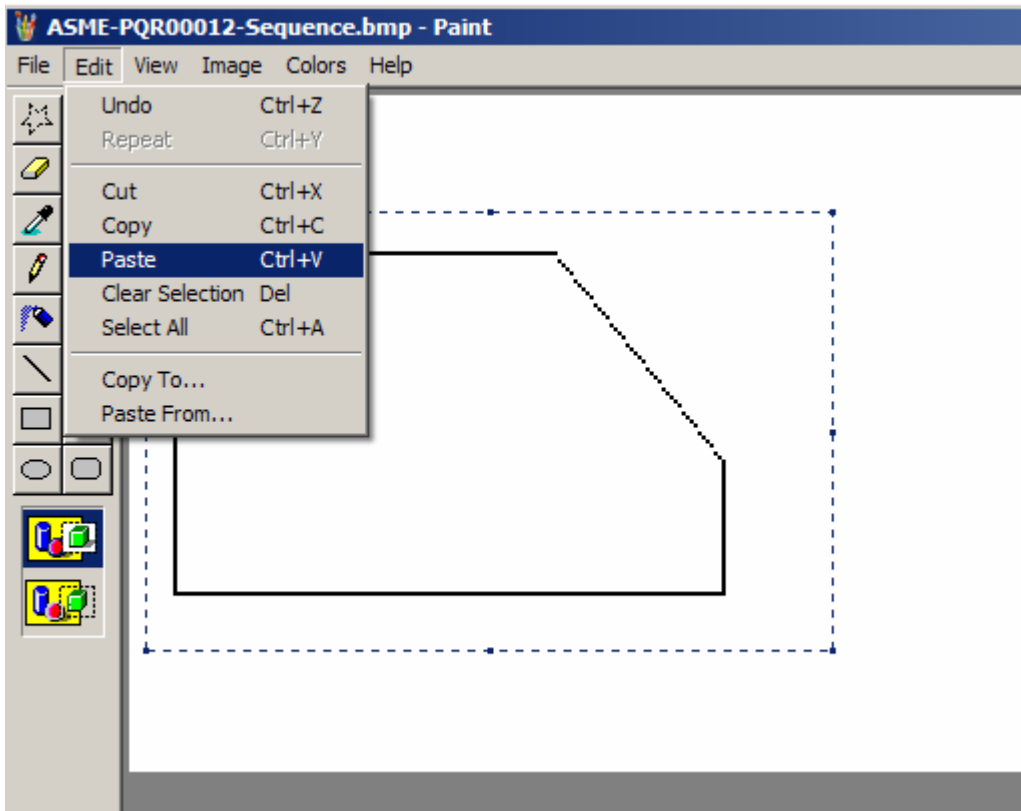 ASME-PQR00012-Sequence.bmp - Paint
File Edit View Image Colors Help
Undo Ctrl+Z
Repeat Ctrl+Y
Cut Ctrl+X
Copy Ctrl+C
Paste Ctrl+V
Clear Selection Del
Select All Ctrl+A
Copy To...
Paste From...